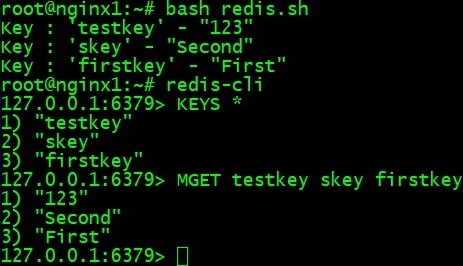 root@nginx1:~# bash redis.sh
Key : 'testkey' - "123"
Key : 'skey' - "Second"
Key : 'firstkey' - "First"
root@nginx1:~# redis-cli
127.0.0.1:6379> KEYS *
1) "testkey"
2) "skey"
3) "firstkey"
127.0.0.1:6379> MGET testkey skey firstkey
1) "123"
2) "Second"
3) "First"
127.0.0.1:6379>